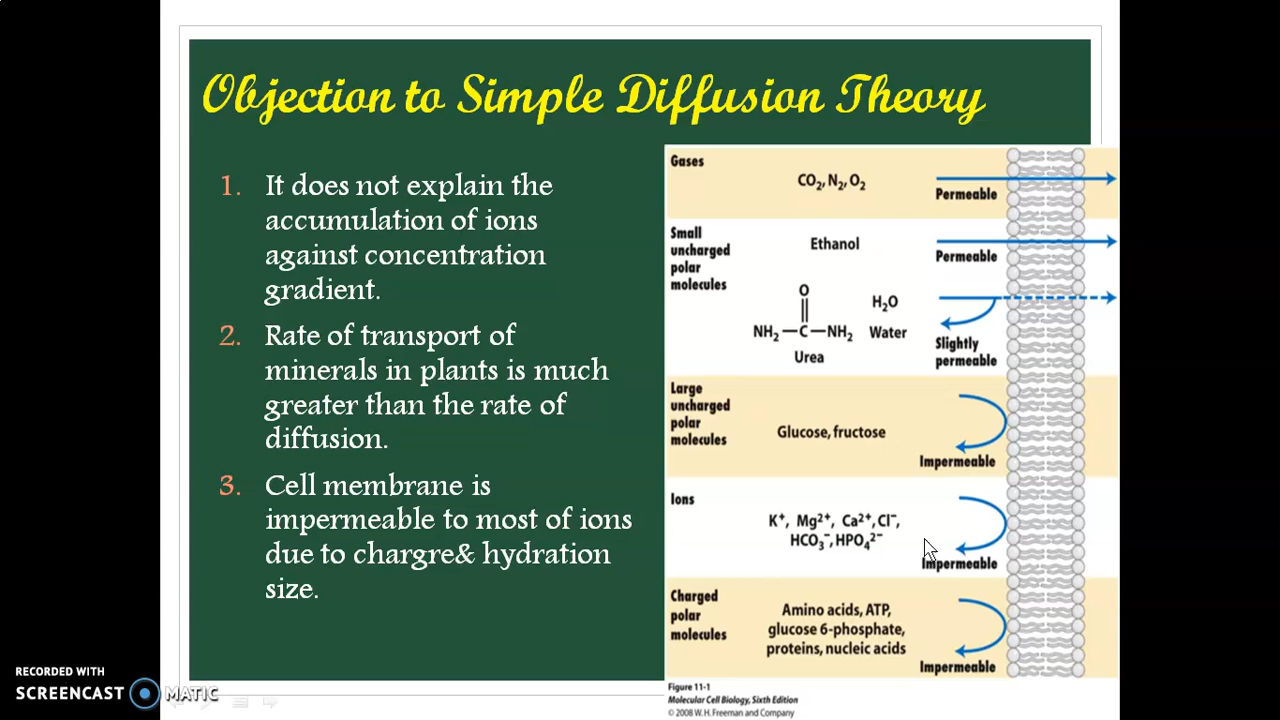 Objection to Simple Diffusion Theory
1. It does not explain the
accumulation of ions
against concentration
gradient.
2. Rate of transport of
minerals in plants is much
greater than the rate of
diffusion.
3. Cell membrane is
impermeable to most of ions
due to chargre& hydration
size.
Gases
CO₂, N₂, O₂
Permeable
Small
uncharged
polar
molecules
Ethanol
Permeable
O
NH₂—C—NH₂
Urea
H₂O
Water
Slightly
permeable
Large
uncharged
polar
molecules
Glucose, fructose
Impermeable
Ions
K⁺, Mg²⁺, Ca²⁺, Cl⁻,
HCO₃⁻, HPO₄²⁻
Impermeable
Charged
polar
molecules
Amino acids, ATP,
glucose 6-phosphate,
proteins, nucleic acids
Impermeable
Figure 11-1
Molecular Cell Biology, Sixth Edition
© 2008 W. H. Freeman and Company
RECORDED WITH
SCREENCAST MATIC